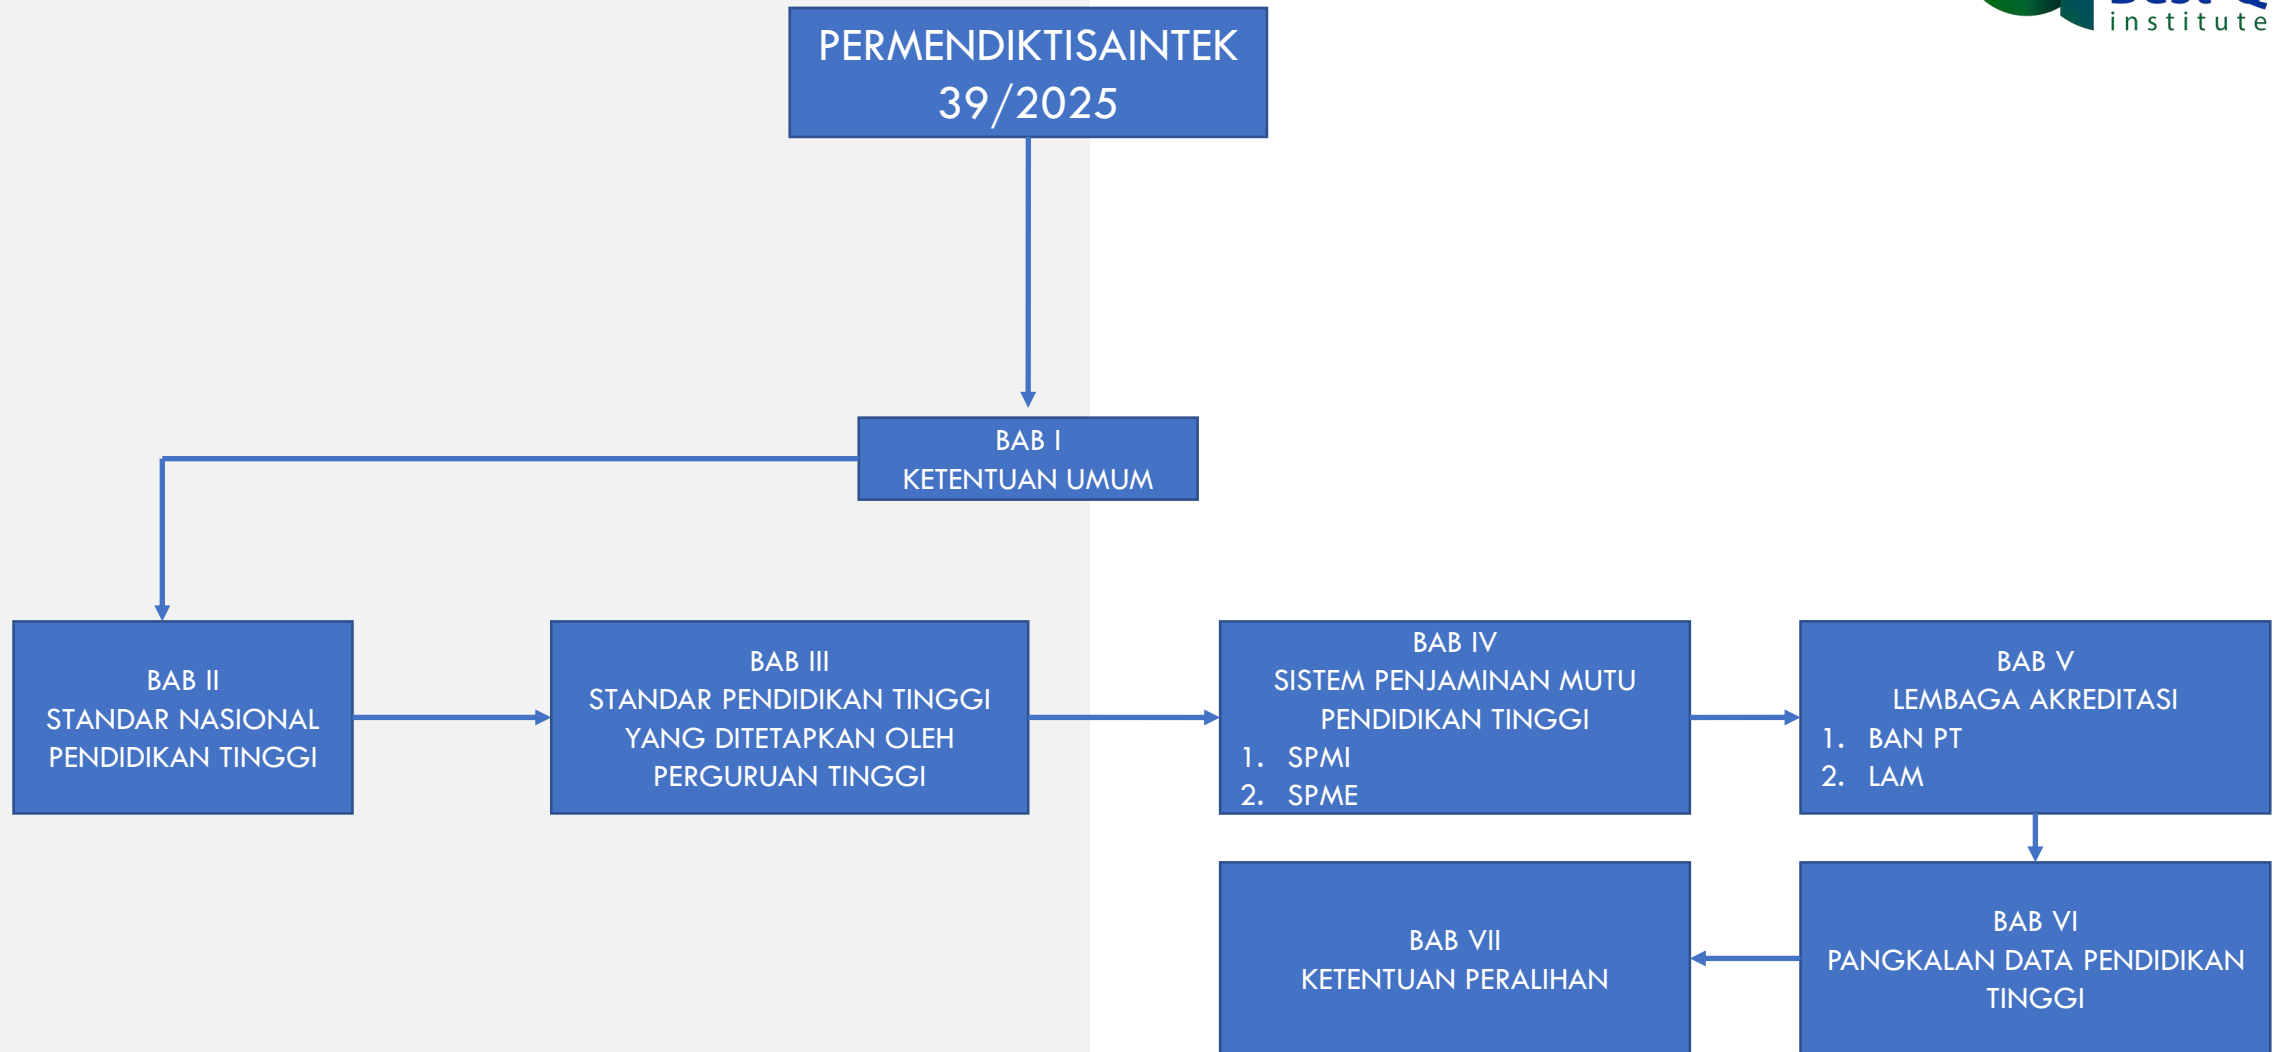 institute
PERMENDIKTISAINTEK
39/2025
BAB I
KETENTUAN UMUM
BAB II
STANDAR NASIONAL
PENDIDIKAN TINGGI
BAB III
STANDAR PENDIDIKAN TINGGI
YANG DITETAPKAN OLEH
PERGURUAN TINGGI
BAB IV
SISTEM PENJAMINAN MUTU
PENDIDIKAN TINGGI
1. SPMI
2. SPME
BAB V
LEMBAGA AKREDITASI
1. BAN PT
2. LAM
BAB VII
KETENTUAN PERALIHAN
BAB VI
PANGKALAN DATA PENDIDIKAN
TINGGI